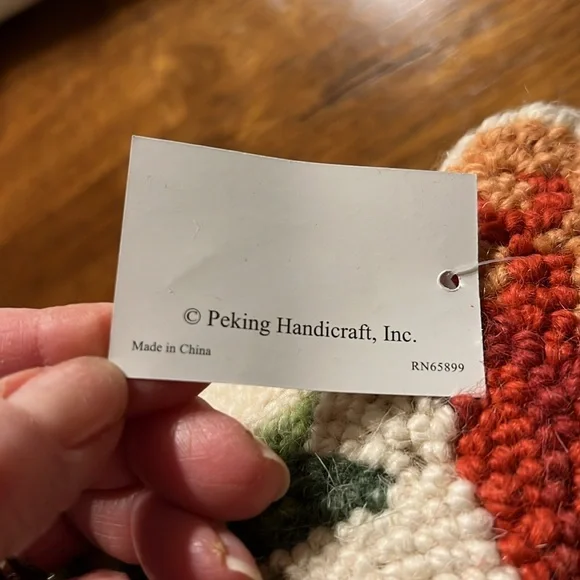 © Peking Handicraft, Inc.
Made in China
RN65899